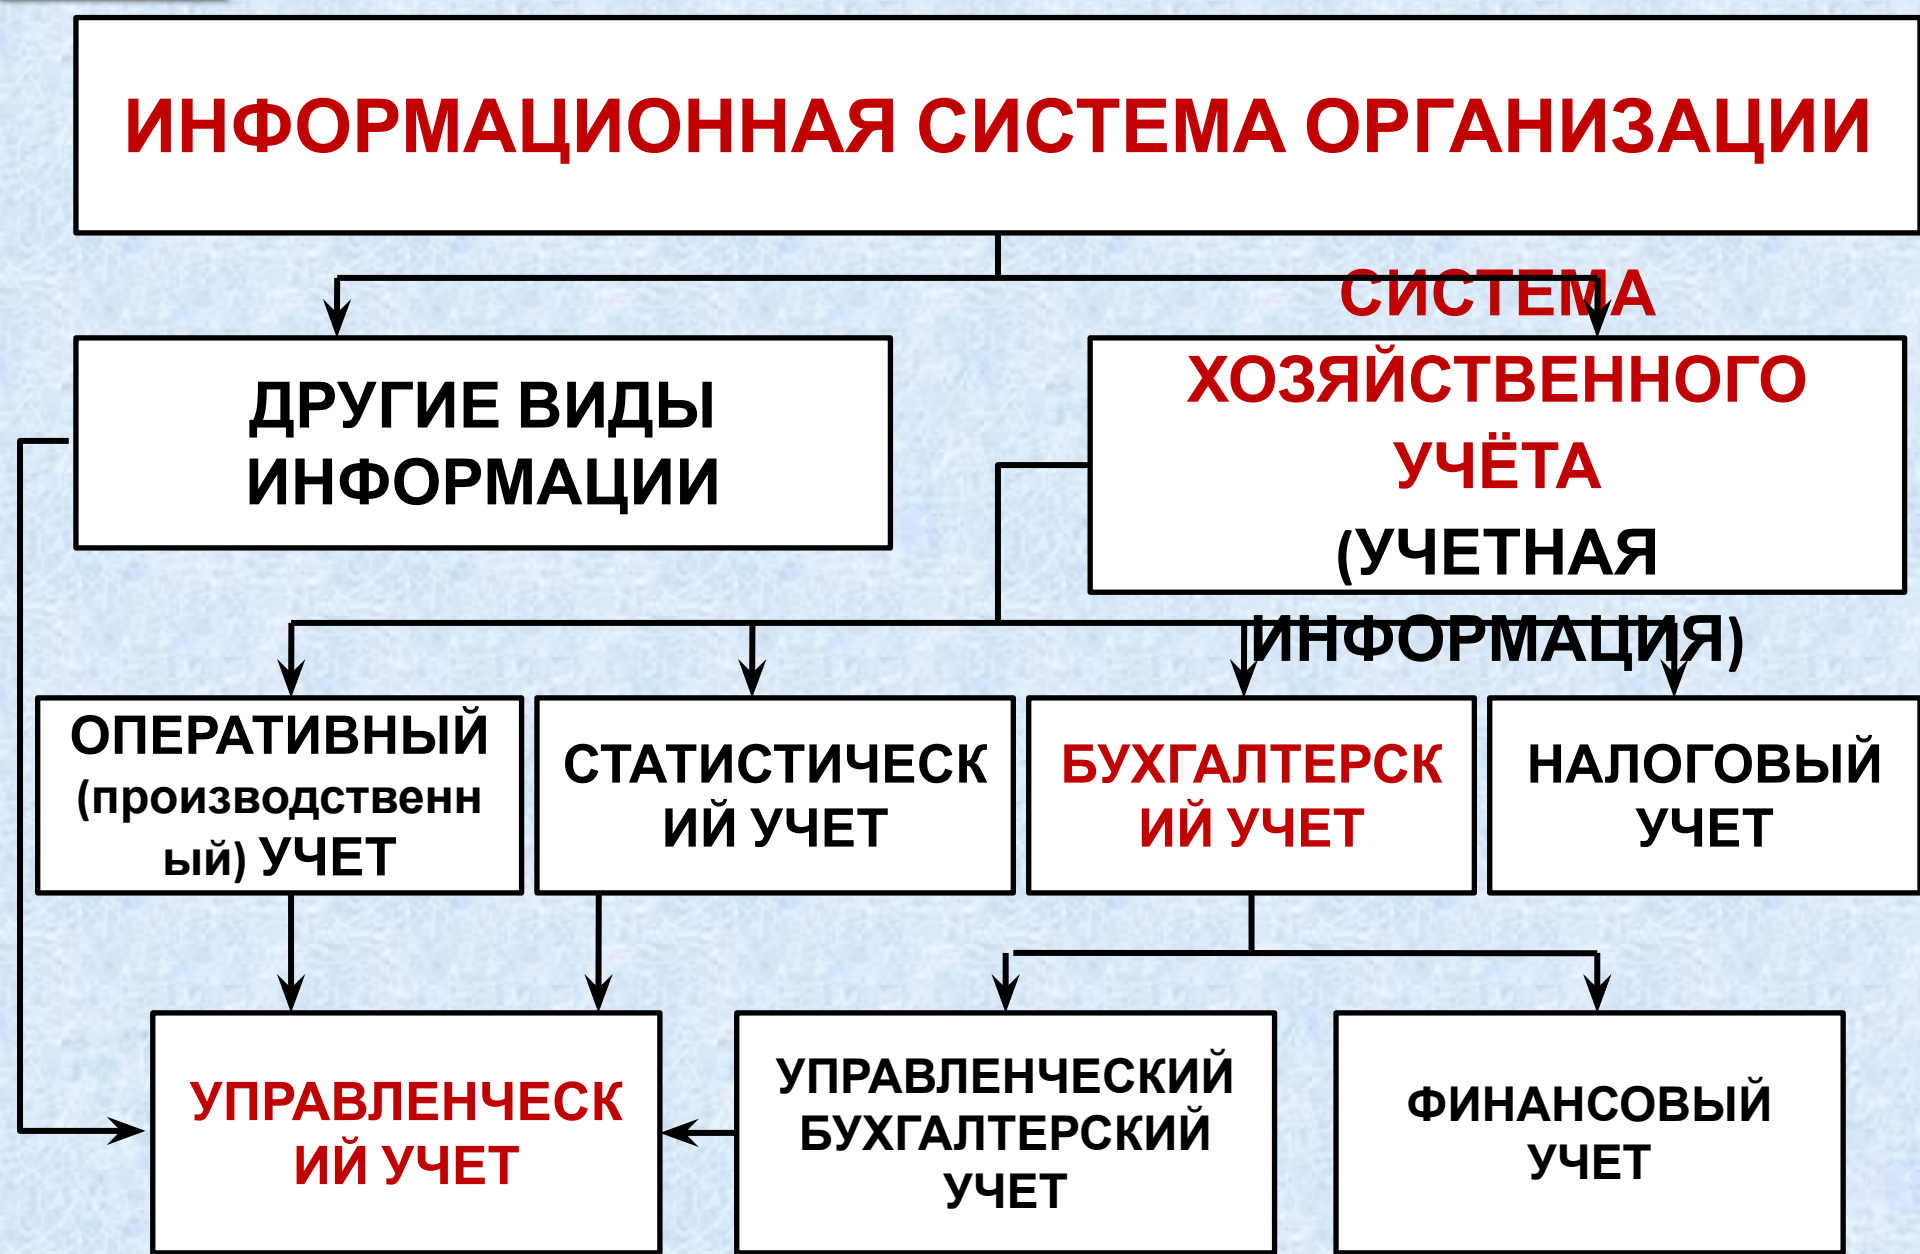 ИНФОРМАЦИОННАЯ СИСТЕМА ОРГАНИЗАЦИИ
ДРУГИЕ ВИДЫ
ИНФОРМАЦИИ
СИСТЕМА
ХОЗЯЙСТВЕННОГО
УЧЁТА
(УЧЕТНАЯ
ИНФОРМАЦИЯ)
ОПЕРАТИВНЫЙ
(производственн
ый) УЧЕТ
СТАТИСТИЧЕСК
ИЙ УЧЕТ
БУХГАЛТЕРСК
ИЙ УЧЕТ
НАЛОГОВЫЙ
УЧЕТ
УПРАВЛЕНЧЕСК
ИЙ УЧЕТ
УПРАВЛЕНЧЕСКИЙ
БУХГАЛТЕРСКИЙ
УЧЕТ
ФИНАНСОВЫЙ
УЧЕТ